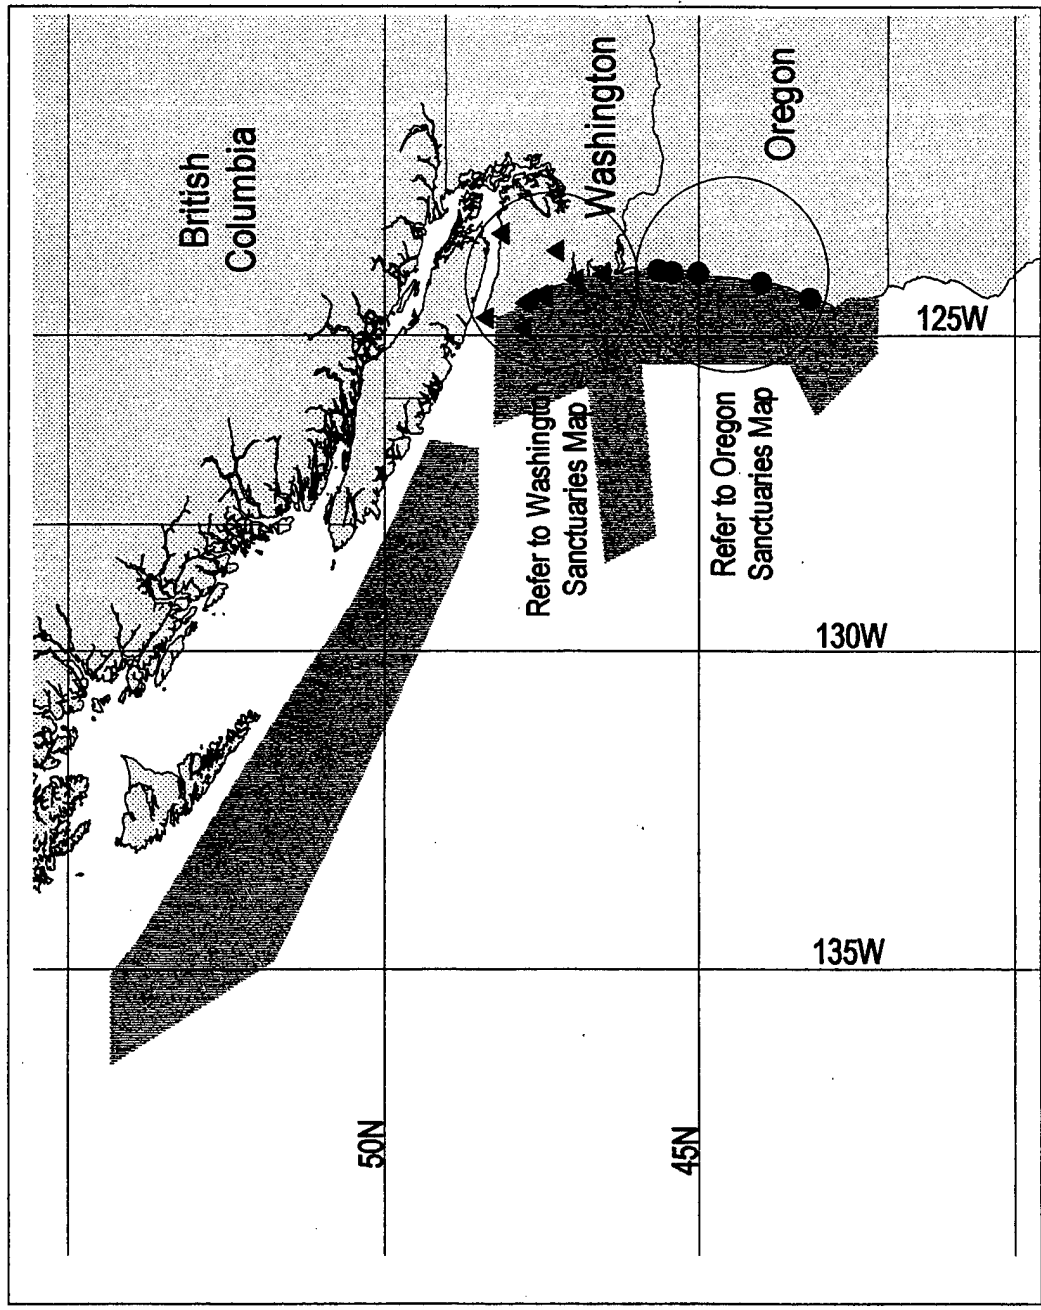 British
Columbia
Washington
Oregon
125W
Refer to Washington
Sanctuaries Map
Refer to Oregon
Sanctuaries Map
130W
135W
50N
45N